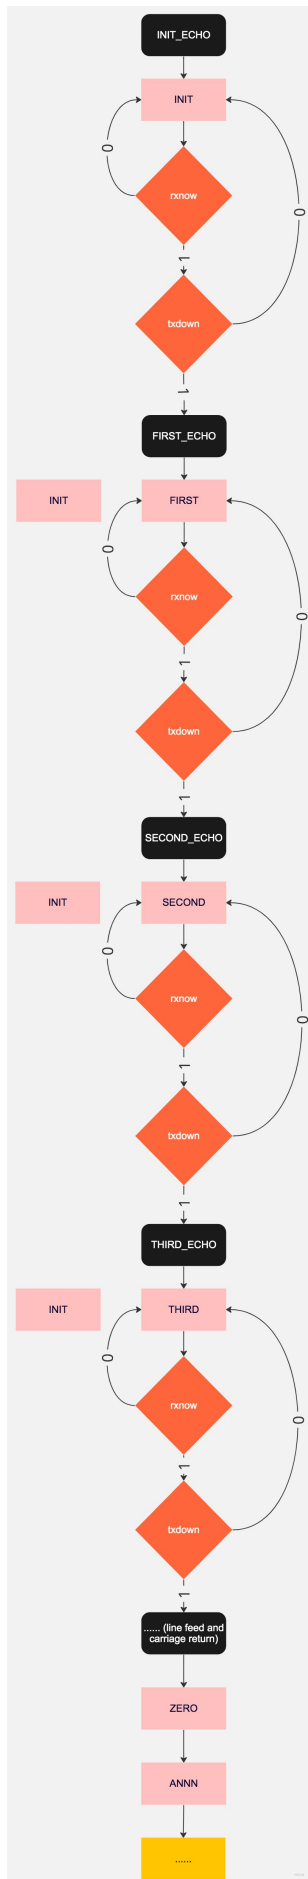 INIT_ECHO
INIT
0
rxnow
0
1
txdown
1
FIRST_ECHO
INIT
FIRST
0
rxnow
0
1
txdown
1
SECOND_ECHO
INIT
SECOND
0
rxnow
0
1
txdown
1
THIRD_ECHO
INIT
THIRD
0
rxnow
0
1
txdown
1
...... (line feed and
carriage return)
ZERO
ANNN
......